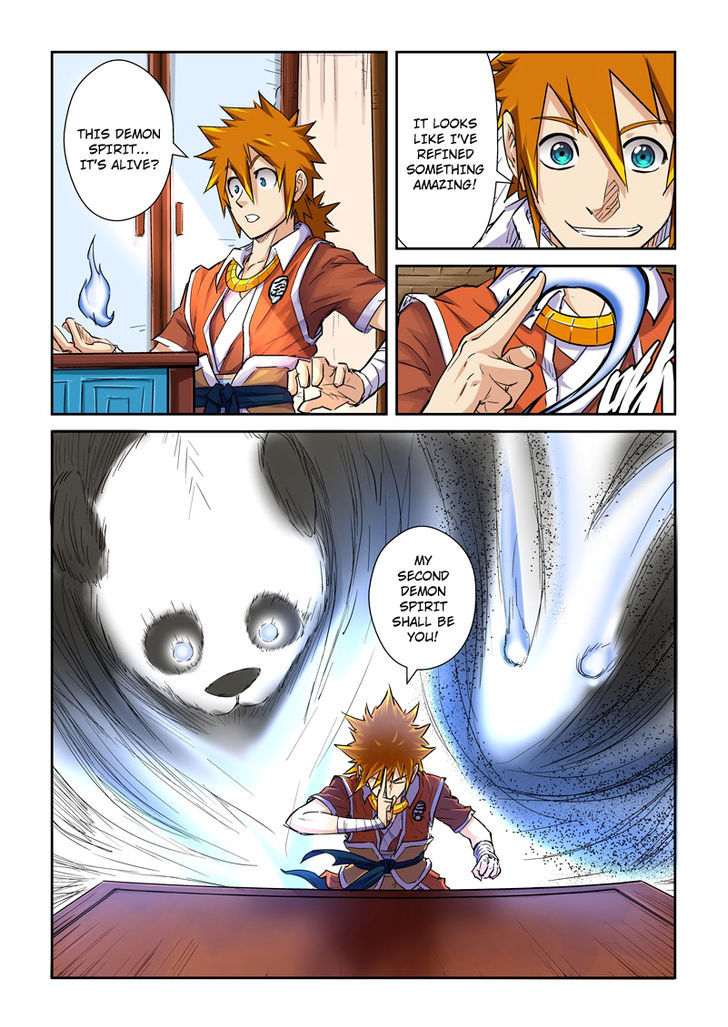 THIS DEMON
SPIRIT...
IT'S ALIVE?
IT LOOKS
LIKE I'VE
REFINED
SOMETHING
AMAZING!
MY
SECOND
DEMON
SPIRIT
SHALL BE
YOU!